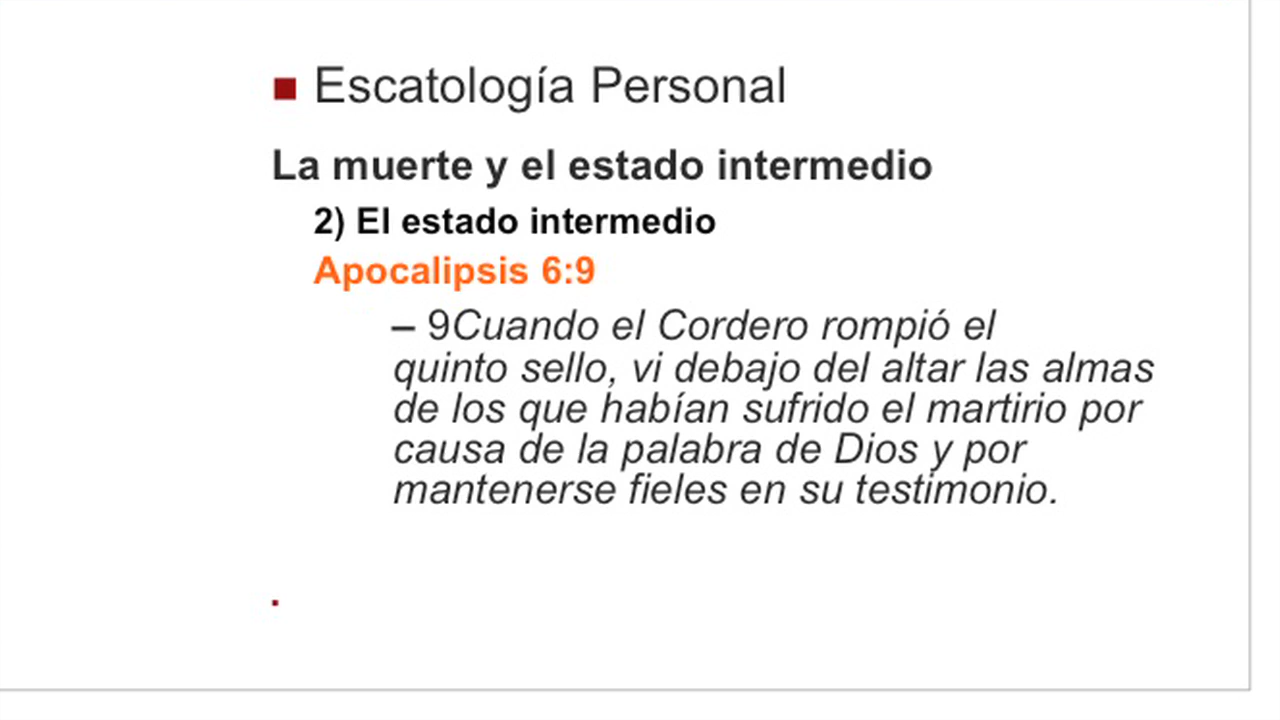 Escatología Personal
La muerte y el estado intermedio
2) El estado intermedio
Apocalipsis 6:9
– 9Cuando el Cordero rompió el
quinto sello, vi debajo del altar las almas
de los que habían sufrido el martirio por
causa de la palabra de Dios y por
mantenerse fieles en su testimonio.